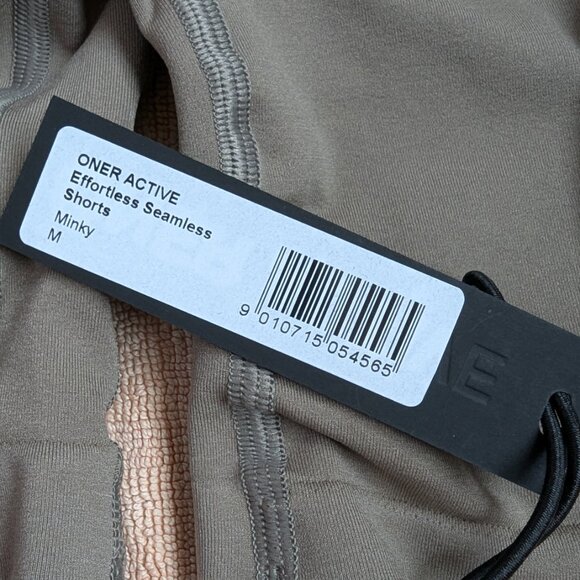 ONER ACTIVE
Effortless Seamless
Shorts
Minky
M
9 010715 054565